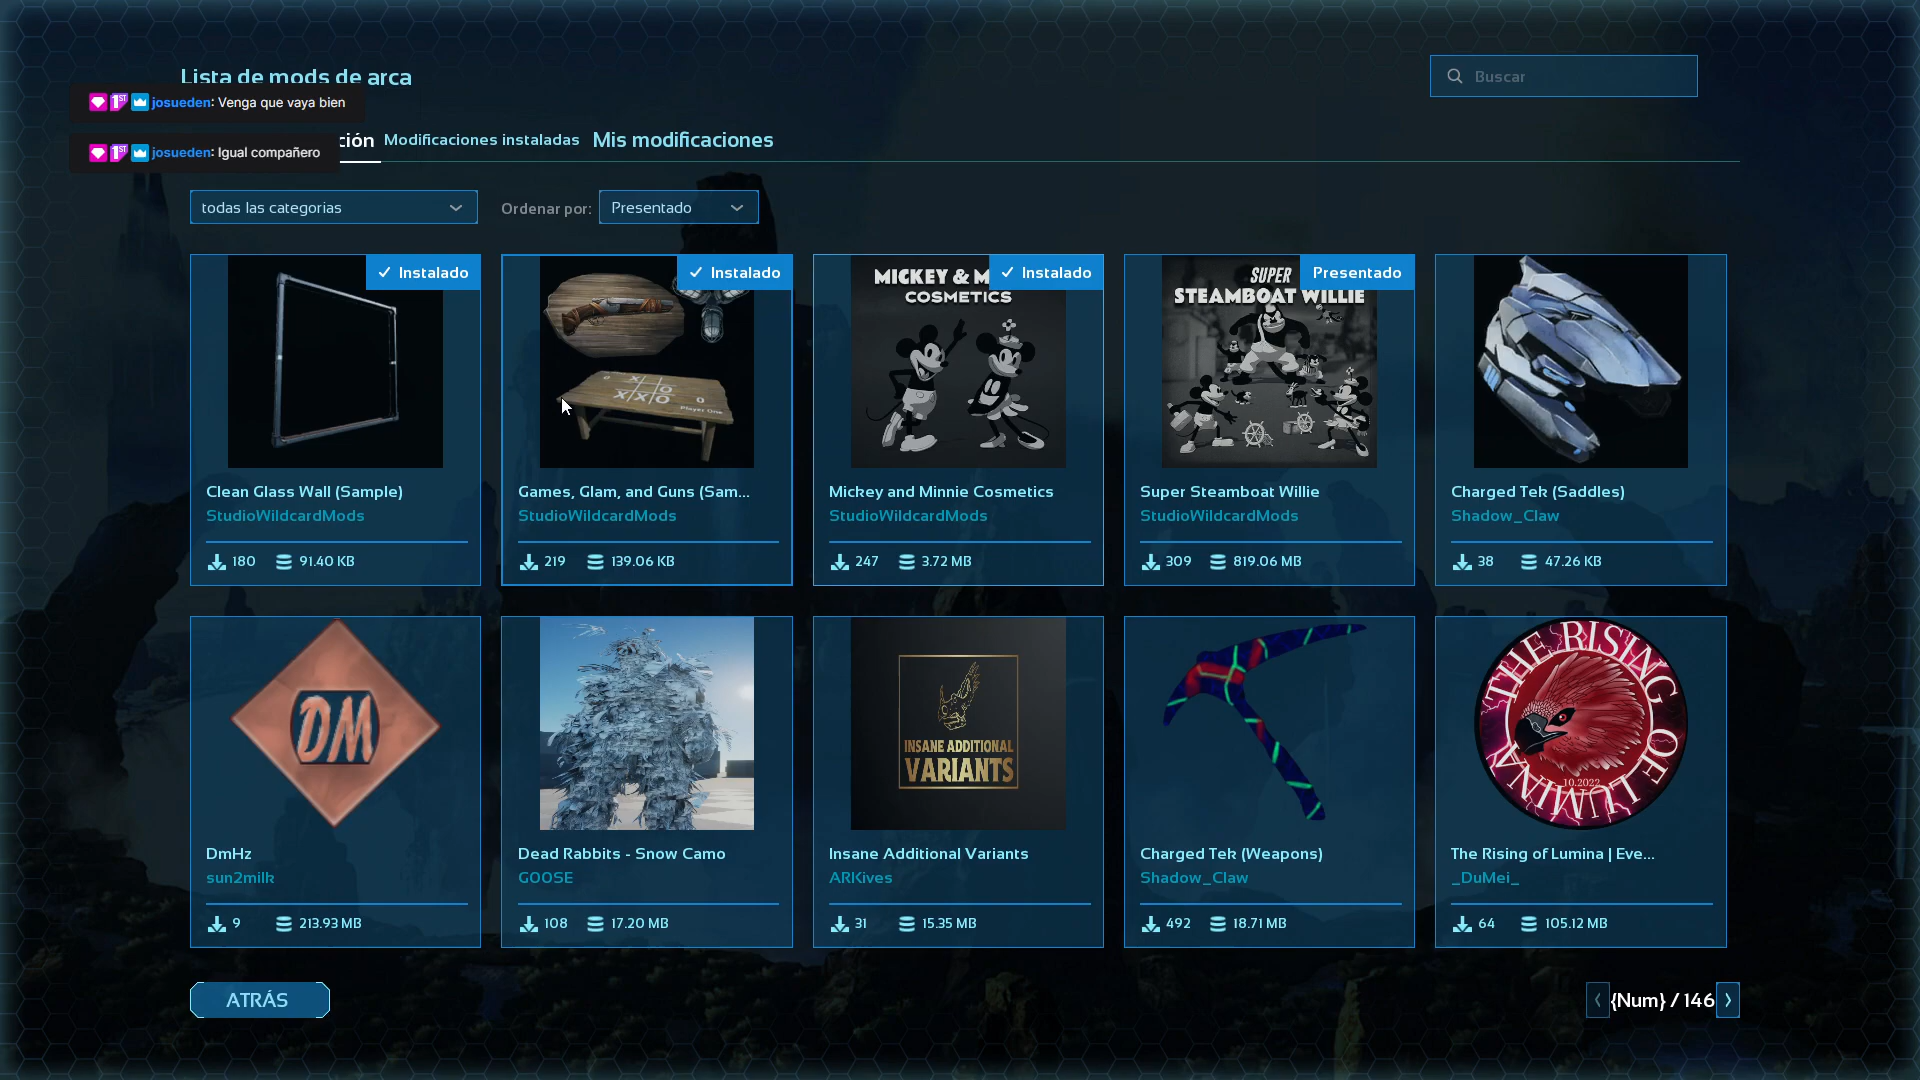 Lista de mods de arca
Buscar
josueden: Venga que vaya bien
josueden: Igual compañero
ción
Modificaciones instaladas
Mis modificaciones
todas las categorias
Ordenar por:
Presentado
Instalado
Clean Glass Wall (Sample)
StudioWildcardMods
180
91.40 KB
Instalado
XXO
Player One
Games, Glam, and Guns (Sam...
StudioWildcardMods
219
139.06 KB
Instalado
MICKEY & M
COSMETICS
Mickey and Minnie Cosmetics
StudioWildcardMods
247
3.72 MB
Presentado
SUPER
STEAMBOAT WILLIE
Super Steamboat Willie
StudioWildcardMods
309
819.06 MB
Charged Tek (Saddles)
Shadow_Claw
38
47.26 KB
DM
DmHz
sun2milk
9
213.93 MB
Dead Rabbits - Snow Camo
GOOSE
108
17.20 MB
INSANE ADDITIONAL
VARIANTS
Insane Additional Variants
ARKives
31
15.35 MB
Charged Tek (Weapons)
Shadow_Claw
492
18.71 MB
THE RISING OF LUMINA
10.2022
The Rising of Lumina | Eve...
_DuMei_
64
105.12 MB
ATRÁS
{Num} / 146